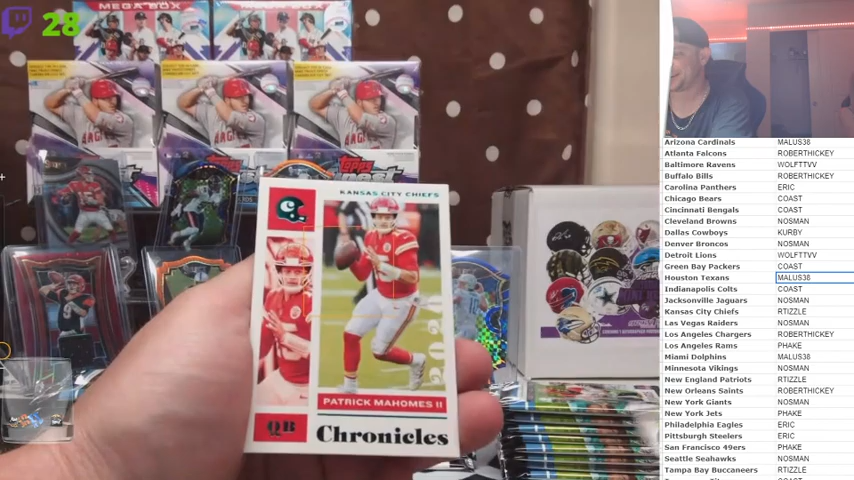 28
MEGA BOX
MEGA BOX
KANSAS CITY CHIEFS
2020
PATRICK MAHOMES II
QB
Chronicles
Arizona Cardinals MALUS38
Atlanta Falcons ROBERTHICKEY
Baltimore Ravens WOLFTTVV
Buffalo Bills ROBERTHICKEY
Carolina Panthers ERIC
Chicago Bears COAST
Cincinnati Bengals COAST
Cleveland Browns NOSMAN
Dallas Cowboys KURBY
Denver Broncos NOSMAN
Detroit Lions WOLFTTVV
Green Bay Packers COAST
Houston Texans MALUS38
Indianapolis Colts COAST
Jacksonville Jaguars NOSMAN
Kansas City Chiefs RTIZZLE
Las Vegas Raiders NOSMAN
Los Angeles Chargers ROBERTHICKEY
Los Angeles Rams PHAKE
Miami Dolphins MALUS38
Minnesota Vikings NOSMAN
New England Patriots RTIZZLE
New Orleans Saints ROBERTHICKEY
New York Giants NOSMAN
New York Jets PHAKE
Philadelphia Eagles ERIC
Pittsburgh Steelers ERIC
San Francisco 49ers PHAKE
Seattle Seahawks NOSMAN
Tampa Bay Buccaneers RTIZZLE